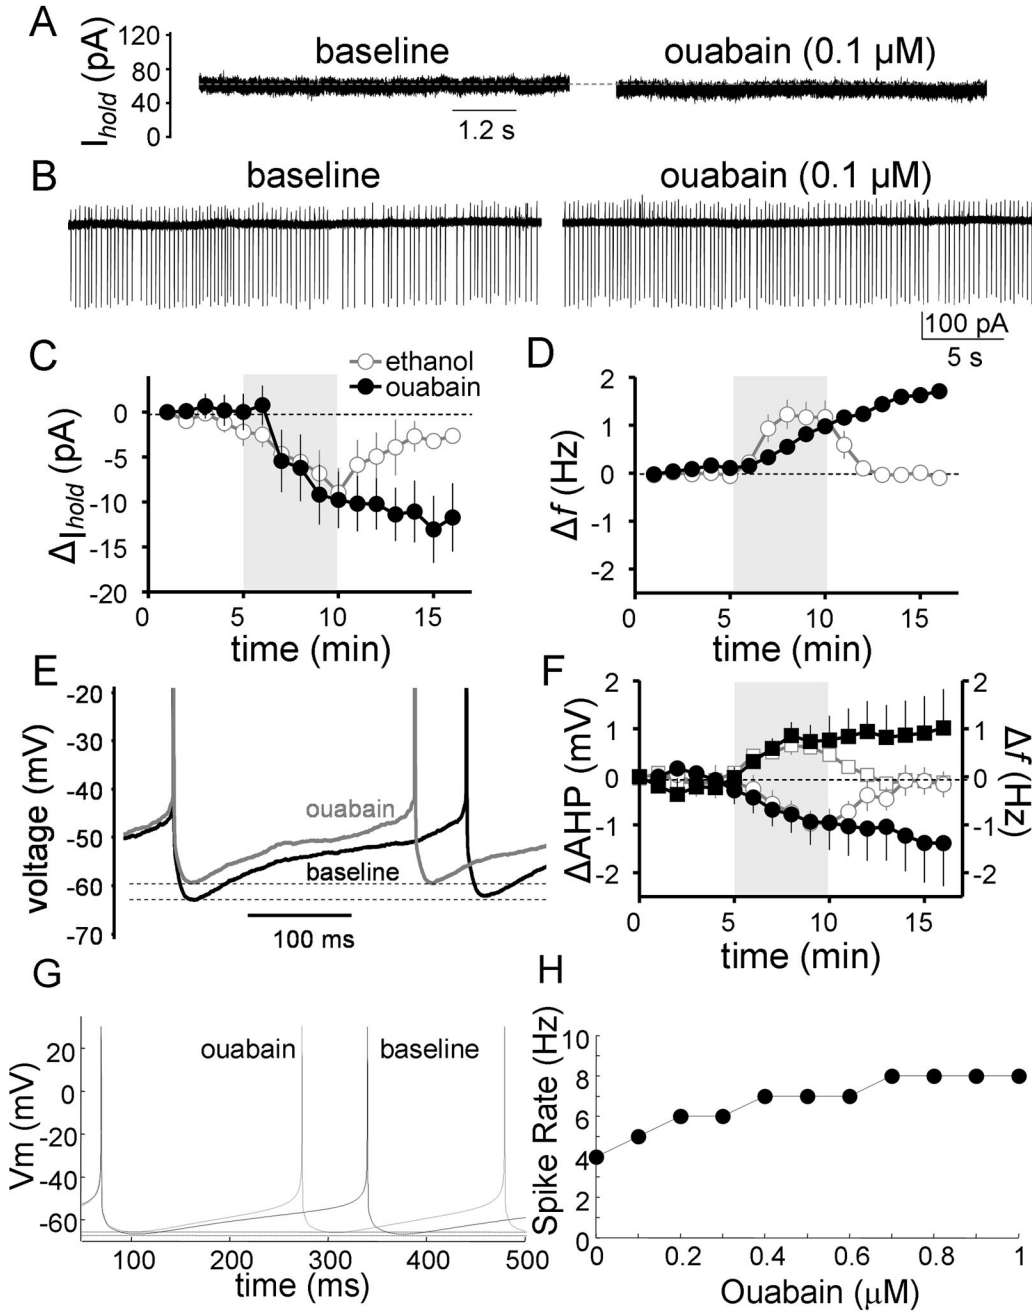 A
I hold (pA)
120
80
40
0
baseline
ouabain (0.1 µM)
1.2 s
B
baseline
ouabain (0.1 µM)
100 pA
5 s
C
ethanol
ouabain
ΔI hold (pA)
0
-5
-10
-15
-20
0 5 10 15
time (min)
D
Δf (Hz)
2
1
0
-1
-2
0 5 10 15
time (min)
E
voltage (mV)
-20
-30
-40
-50
-60
-70
ouabain
baseline
100 ms
F
ΔAHP (mV)
2
1
0
-1
-2
2
1
0
-1
-2
Δf (Hz)
0 5 10 15
time (min)
G
Vm (mV)
20
0
-20
-40
-60
ouabain
baseline
100 200 300 400 500
time (ms)
H
Spike Rate (Hz)
10
8
6
4
2
0
0 0.2 0.4 0.6 0.8 1
Ouabain (µM)